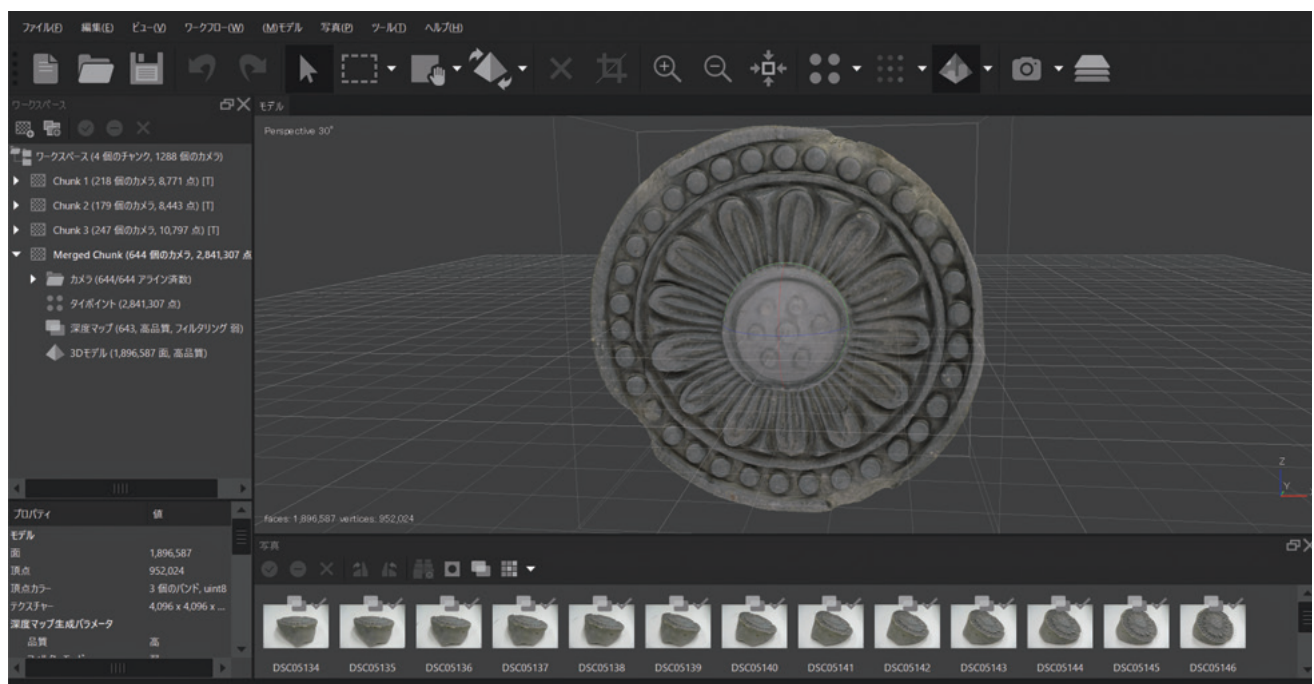 ファイル(F) 編集(E) ビュー(V) ワークフロー(W) (M)モデル 写真(P) ツール(T) ヘルプ(H)
ワークスペース
モデル
Perspective 30°
ワークスペース (4 個のチャンク, 1288 個のカメラ)
Chunk 1 (218 個のカメラ, 8,771 点) [T]
Chunk 2 (179 個のカメラ, 8,443 点) [T]
Chunk 3 (247 個のカメラ, 10,797 点) [T]
Merged Chunk (644 個のカメラ, 2,841,307 点
カメラ (644/644 アライン済数)
タイポイント (2,841,307 点)
深度マップ (643, 高品質, フィルタリング 弱)
3Dモデル (1,896,587 面, 高品質)
Z
Y
faces: 1,896,587 vertices: 952,024
プロパティ 値
モデル
面 1,896,587
頂点 952,024
頂点カラー 3 個のバンド, uint8
テクスチャー 4,096 x 4,096 x ...
深度マップ生成パラメータ
品質 高
写真
DSC05134 DSC05135 DSC05136 DSC05137 DSC05138 DSC05139 DSC05140 DSC05141 DSC05142 DSC05143 DSC05144 DSC05145 DSC05146